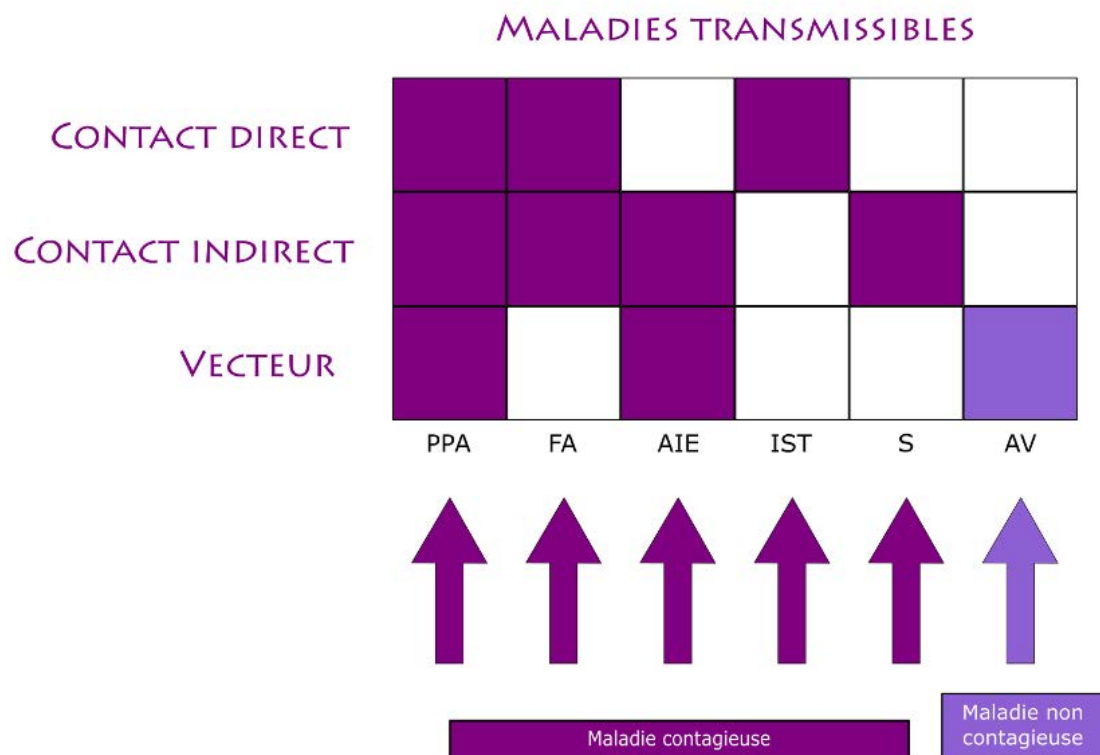 Maladies transmissibles
Contact direct
Contact indirect
Vecteur
PPA FA AIE IST S AV
Maladie contagieuse
Maladie non
contagieuse